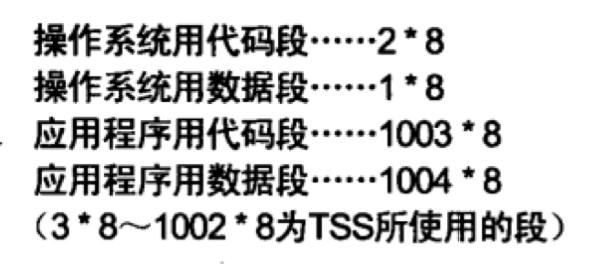 操作系统用代码段……2 * 8
操作系统用数据段……1 * 8
应用程序用代码段……1003 * 8
应用程序用数据段……1004 * 8
（3 * 8～1002 * 8为TSS所使用的段）